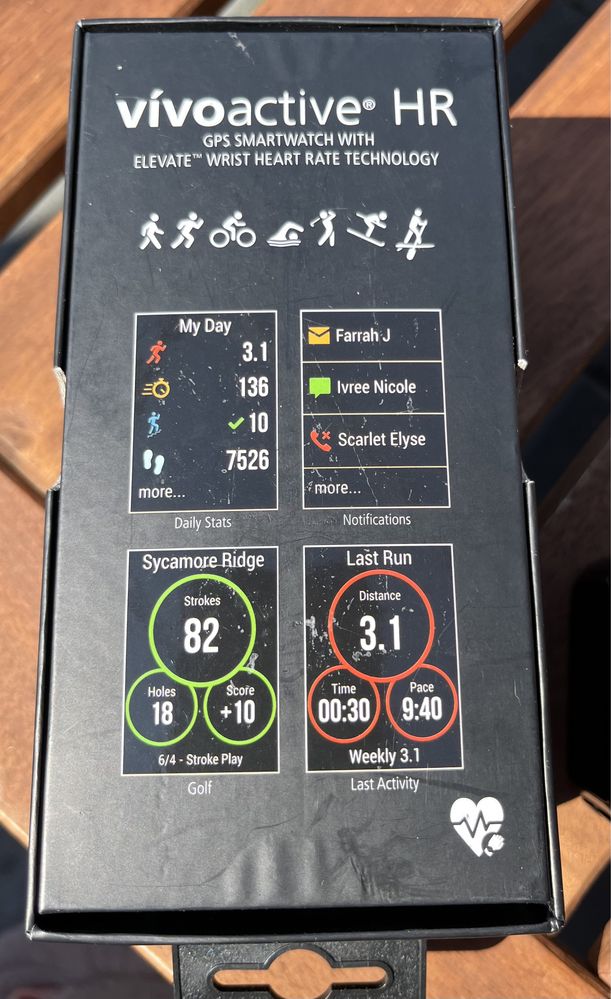 vívoactive® HR
GPS SMARTWATCH WITH
ELEVATE™ WRIST HEART RATE TECHNOLOGY
My Day
3.1
136
10
7526
more...
Daily Stats
Farrah J
Ivree Nicole
Scarlet Elyse
more...
Notifications
Sycamore Ridge
Strokes
82
Holes
18
Score
+10
6/4 - Stroke Play
Golf
Last Run
Distance
3.1
Time
00:30
Pace
9:40
Weekly 3.1
Last Activity